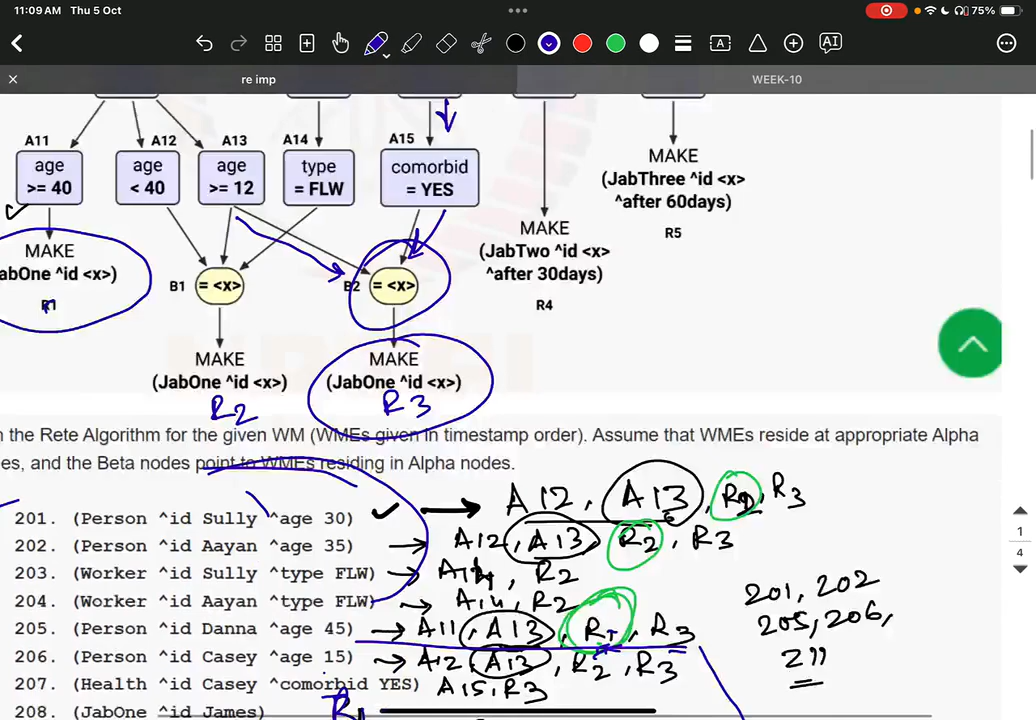 11:09 AM Thu 5 Oct
75%
A
AI
re imp
WEEK-10
A11 A12 A13 A14 A15
age >= 40
age < 40
age >= 12
type = FLW
comorbid = YES
MAKE
(JabThree ^id <x>
^after 60days)
R5
MAKE
(JabTwo ^id <x>
^after 30days)
R4
MAKE
abOne ^id <x>)
R1
B1 = <x>
B2 = <x>
MAKE
(JabOne ^id <x>)
R2
MAKE
(JabOne ^id <x>)
R3
n the Rete Algorithm for the given WM (WMEs given in timestamp order). Assume that WMEs reside at appropriate Alpha
es, and the Beta nodes point to WMEs residing in Alpha nodes.
201. (Person ^id Sully ^age 30) A12, A13, R2, R3
202. (Person ^id Aayan ^age 35) A12, A13, R2, R3
203. (Worker ^id Sully ^type FLW) A14, R2
204. (Worker ^id Aayan ^type FLW) A14, R2
205. (Person ^id Danna ^age 45) A11, A13, R1, R3
206. (Person ^id Casey ^age 15) A12, A13, R2, R3
207. (Health ^id Casey ^comorbid YES) A15, R3
208. (JabOne ^id James)
201, 202
205, 206,
211
1
4